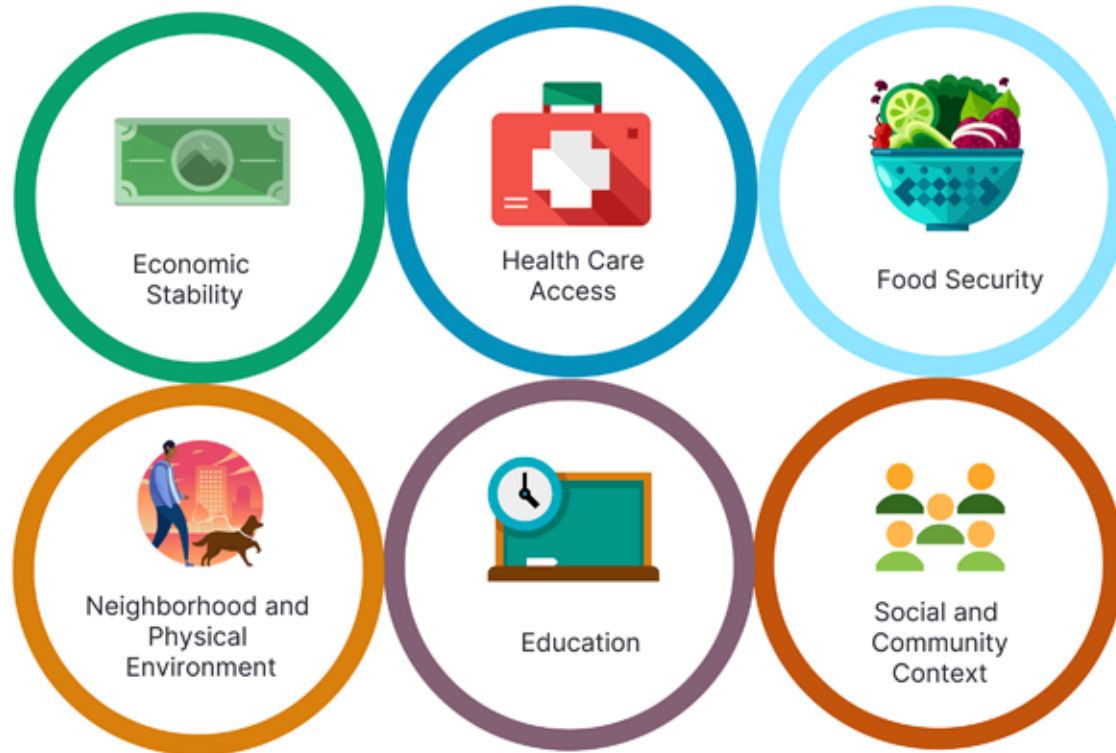 Economic
Stability
Health Care
Access
Food Security
Neighborhood and
Physical
Environment
Education
Social and
Community
Context